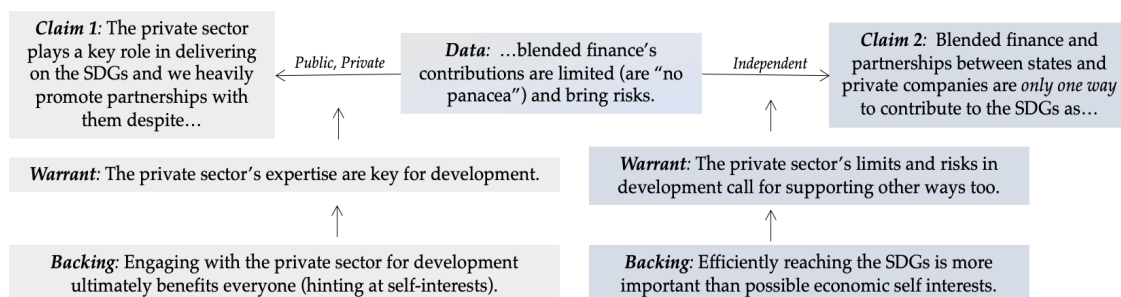 Claim 1: The private sector
plays a key role in delivering
on the SDGs and we heavily
promote partnerships with
them despite…
Public, Private
Data: …blended finance's
contributions are limited (are “no
panacea”) and bring risks.
Independent
Claim 2: Blended finance and
partnerships between states and
private companies are only one way
to contribute to the SDGs as…
Warrant: The private sector's expertise are key for development.
Warrant: The private sector's limits and risks in
development call for supporting other ways too.
Backing: Engaging with the private sector for development
ultimately benefits everyone (hinting at self-interests).
Backing: Efficiently reaching the SDGs is more
important than possible economic self interests.